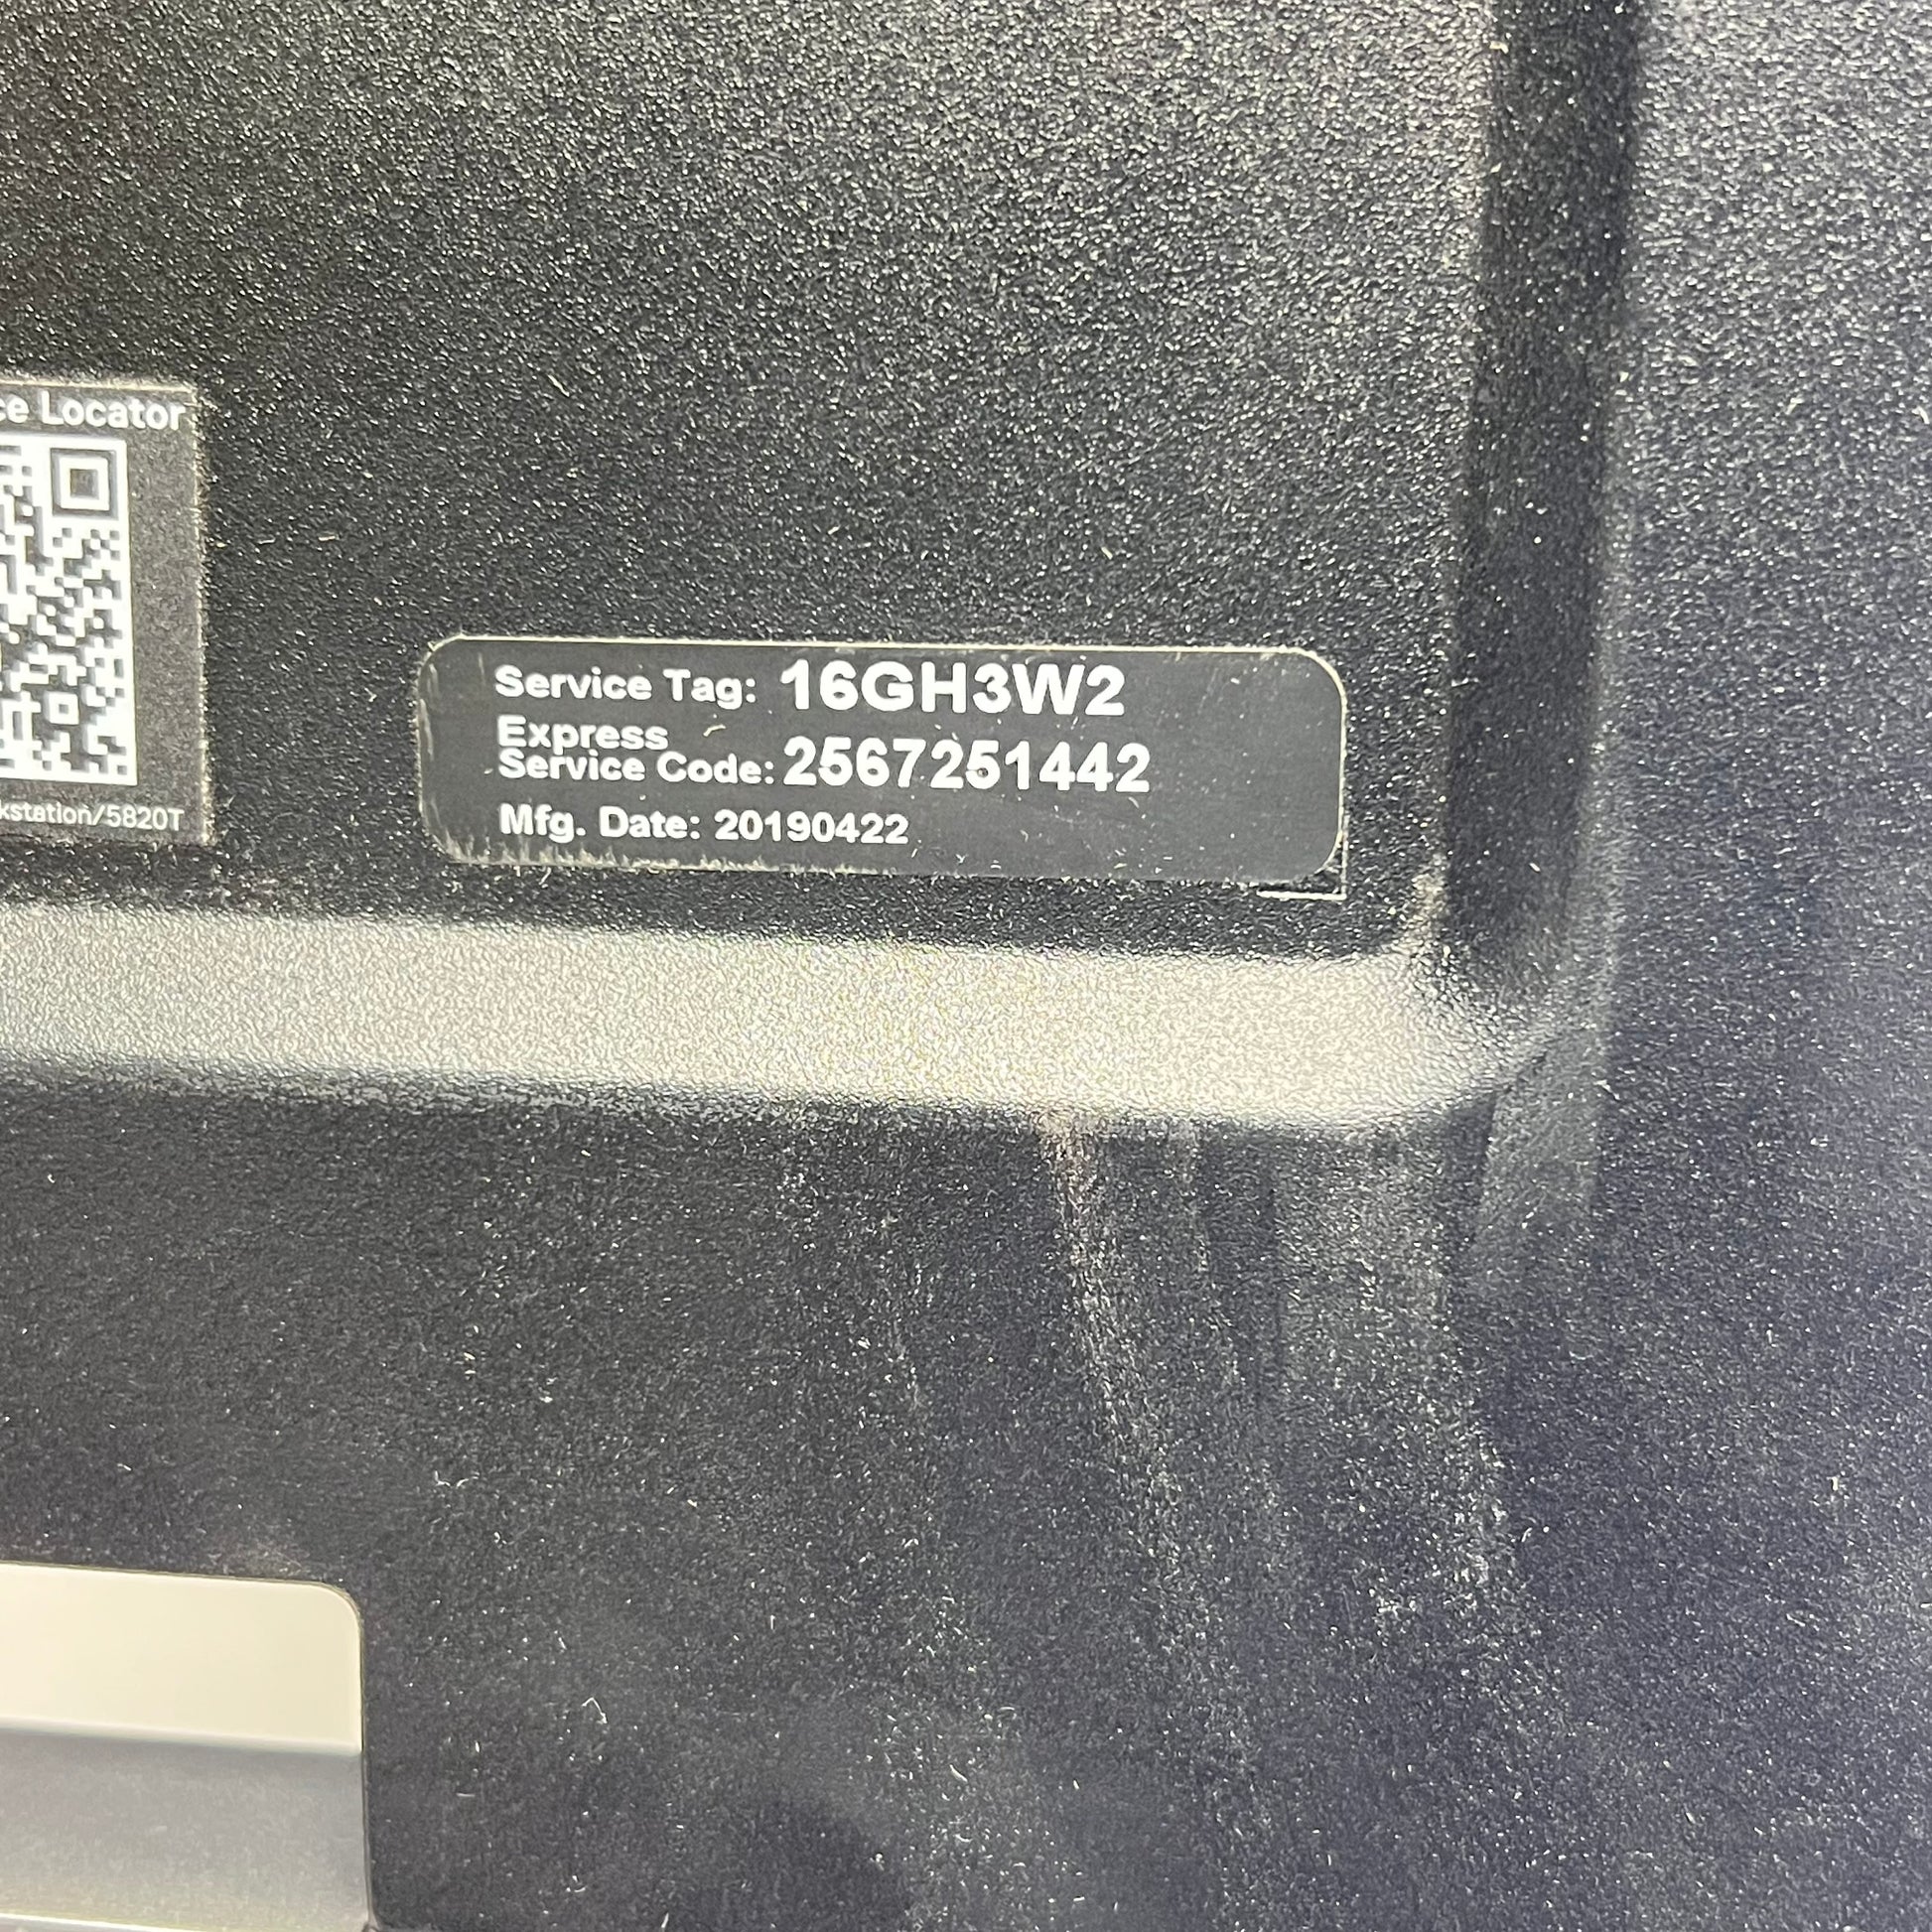 ce Locator
kstation/5820T
Service Tag: 16GH3W2
Express
Service Code: 2567251442
Mfg. Date: 20190422